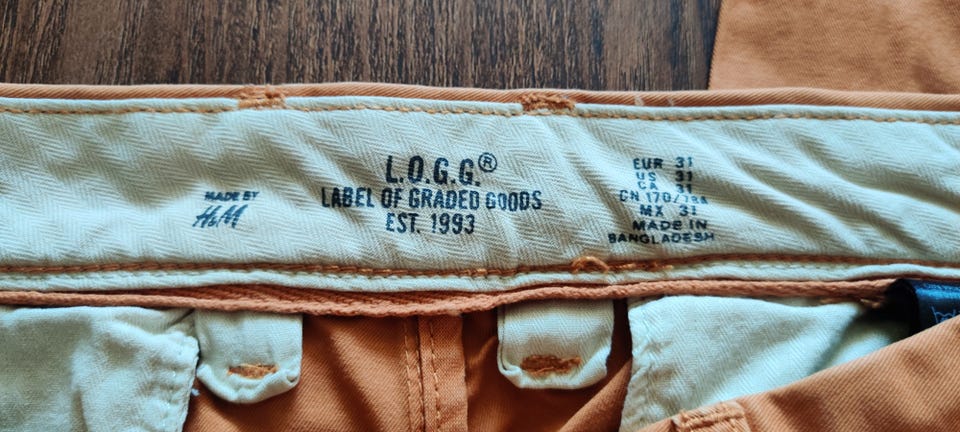 MADE BY
H&M
L.O.G.G.®
LABEL OF GRADED GOODS
EST. 1993
EUR 31
US 31
CA 31
CN 170/78A
MX 31
MADE IN
BANGLADESH